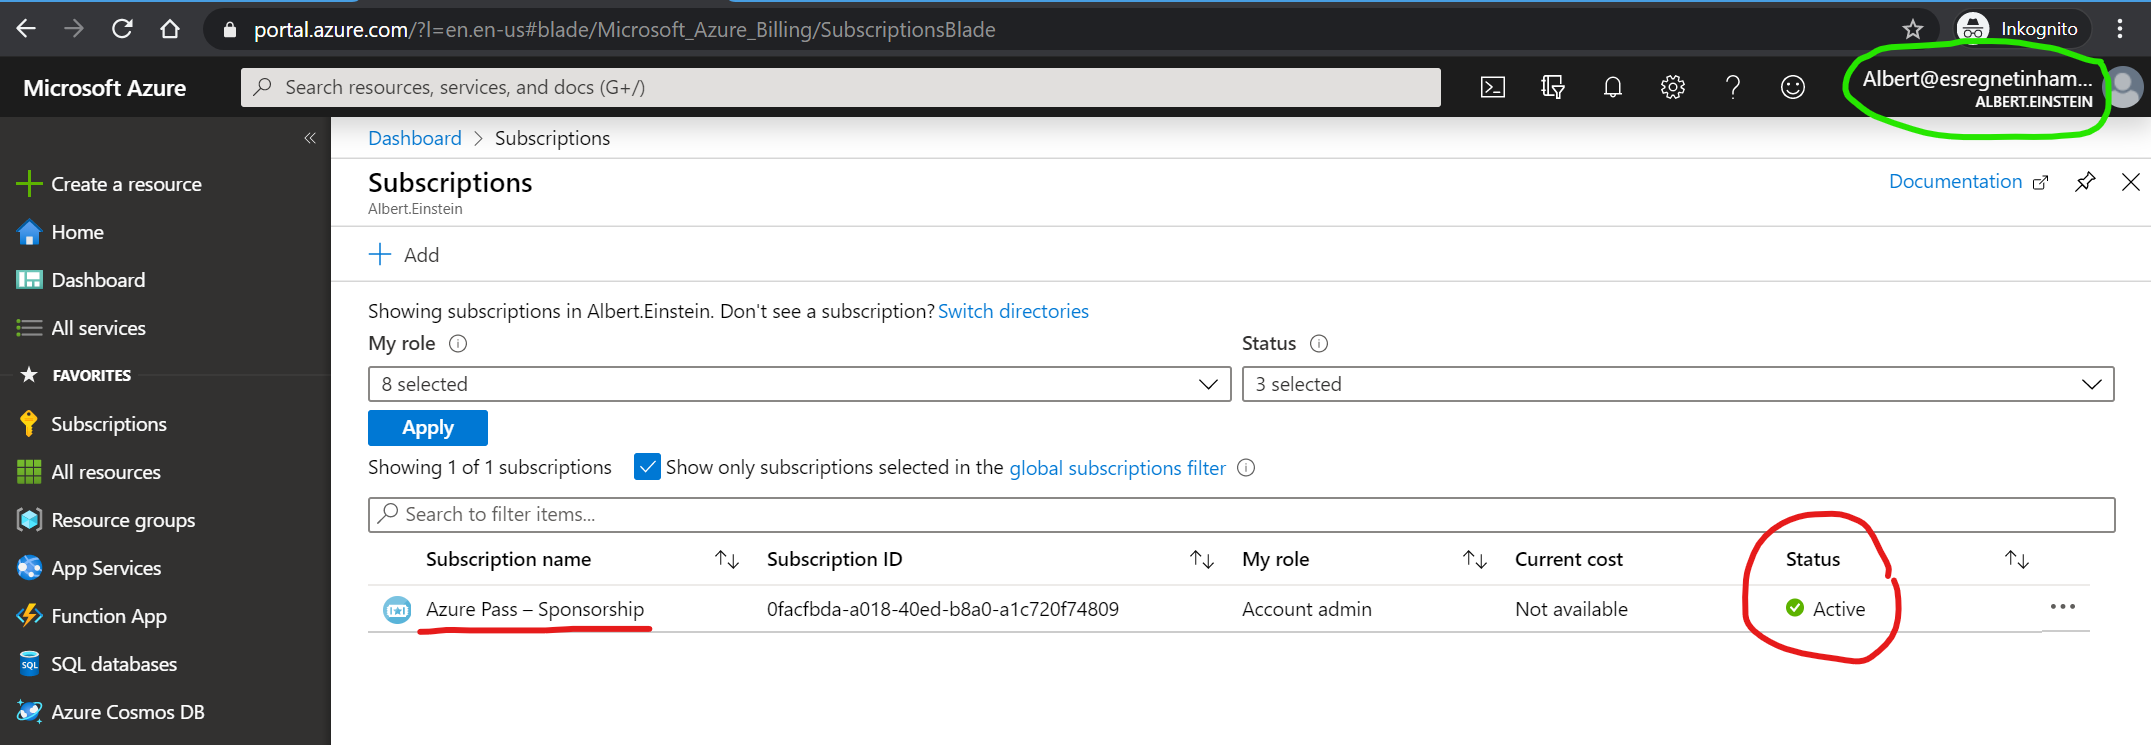 portal.azure.com/?l=en.en-us#blade/Microsoft_Azure_Billing/SubscriptionsBlade
Inkognito
Microsoft Azure
Search resources, services, and docs (G+/)
Albert@esregnetinham...
ALBERT.EINSTEIN
«
Create a resource
Home
Dashboard
All services
FAVORITES
Subscriptions
All resources
Resource groups
App Services
Function App
SQL databases
Azure Cosmos DB
Dashboard > Subscriptions
Subscriptions
Albert.Einstein
Documentation
+ Add
Showing subscriptions in Albert.Einstein. Don't see a subscription? Switch directories
My role
Status
8 selected
3 selected
Apply
Showing 1 of 1 subscriptions
Show only subscriptions selected in the global subscriptions filter
Search to filter items...
Subscription name Subscription ID My role Current cost Status
Azure Pass – Sponsorship 0facfbda-a018-40ed-b8a0-a1c720f74809 Account admin Not available Active